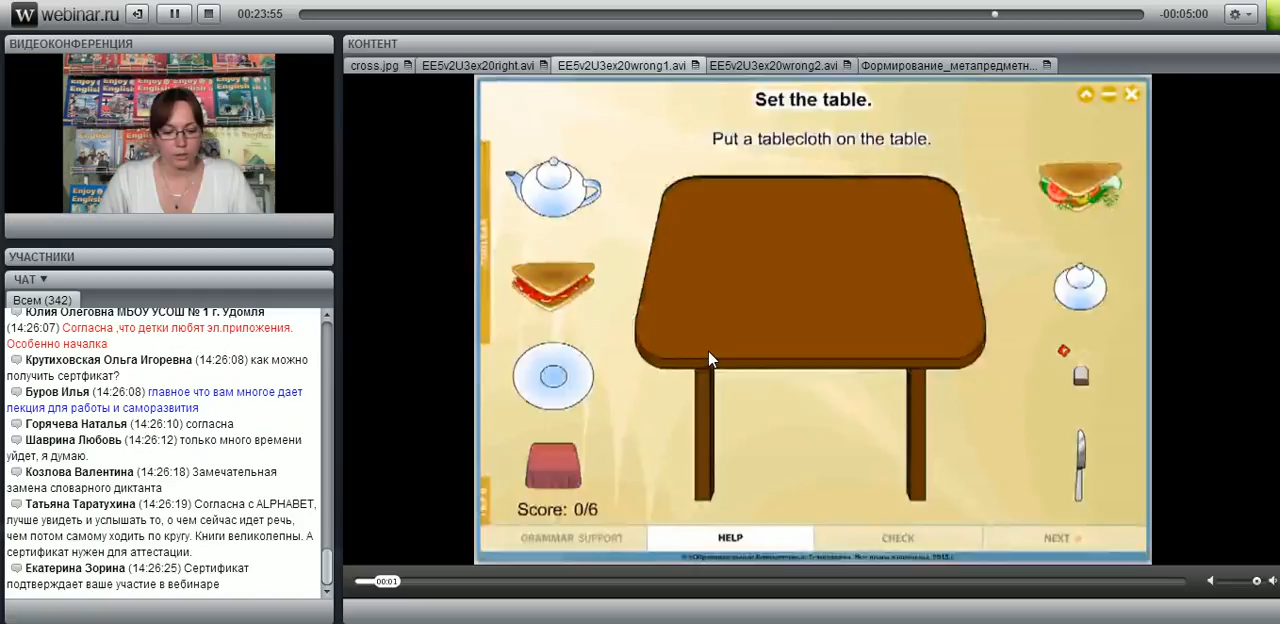 W webinar.ru 00:23:55 -00:05:00
ВИДЕОКОНФЕРЕНЦИЯ
Enjoy English
English
Enjoy English
УЧАСТНИКИ
ЧАТ ▼
Всем (342)
Юлия Олеговна МБОУ УСОШ № 1 г. Удомля
(14:26:07) Согласна ,что детки любят эл.приложения.
Особенно началка
Крутиховская Ольга Игоревна (14:26:08) как можно
получить сертфикат?
Буров Илья (14:26:08) главное что вам многое дает
лекция для работы и саморазвития
Горячева Наталья (14:26:10) согласна
Шаврина Любовь (14:26:12) только много времени
уйдет, я думаю.
Козлова Валентина (14:26:18) Замечательная
замена словарного диктанта
Татьяна Таратухина (14:26:19) Согласна с ALPHABET,
лучше увидеть и услышать то, о чем сейчас идет речь,
чем потом самому ходить по кругу. Книги великолепны. А
сертификат нужен для аттестации.
Екатерина Зорина (14:26:25) Сертификат
подтверждает ваше участие в вебинаре
КОНТЕНТ
cross.jpg EE5v2U3ex20right.avi EE5v2U3ex20wrong1.avi EE5v2U3ex20wrong2.avi Формирование_метапредметн...
Set the table.
Put a tablecloth on the table.
Score: 0/6
GRAMMAR SUPPORT HELP CHECK NEXT
00:01